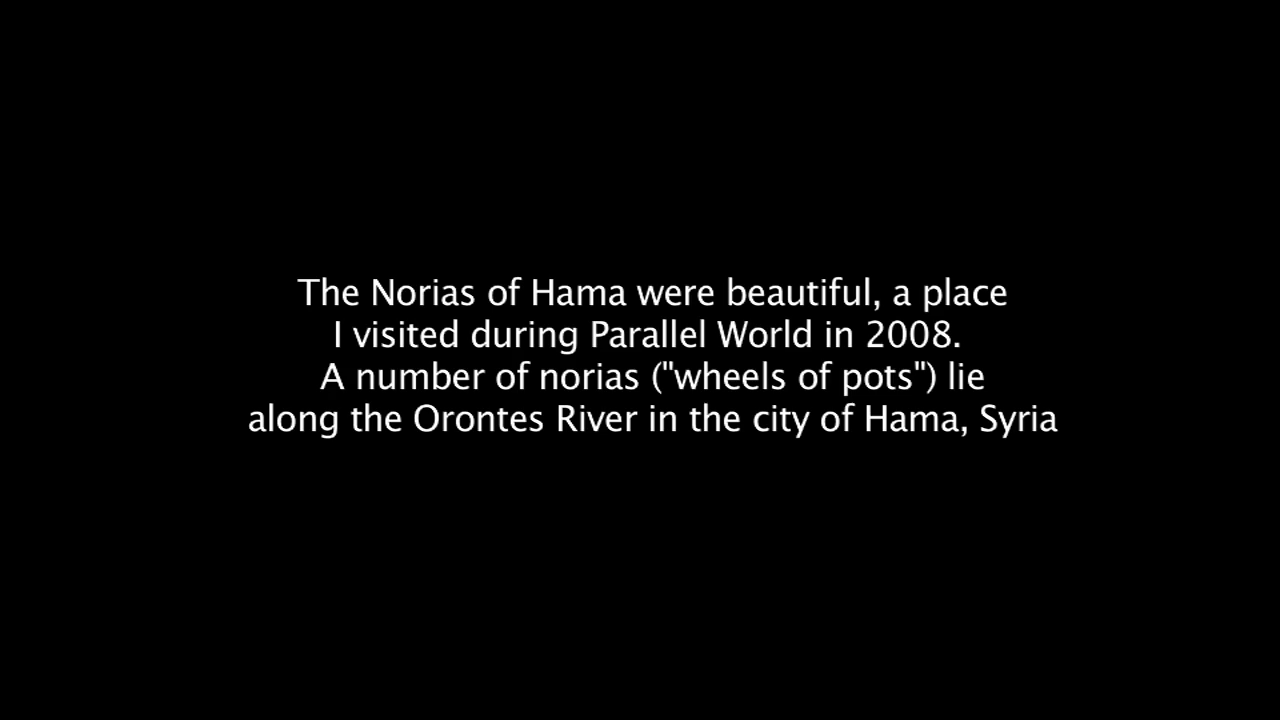 The Norias of Hama were beautiful, a place
I visited during Parallel World in 2008.
A number of norias ("wheels of pots") lie
along the Orontes River in the city of Hama, Syria